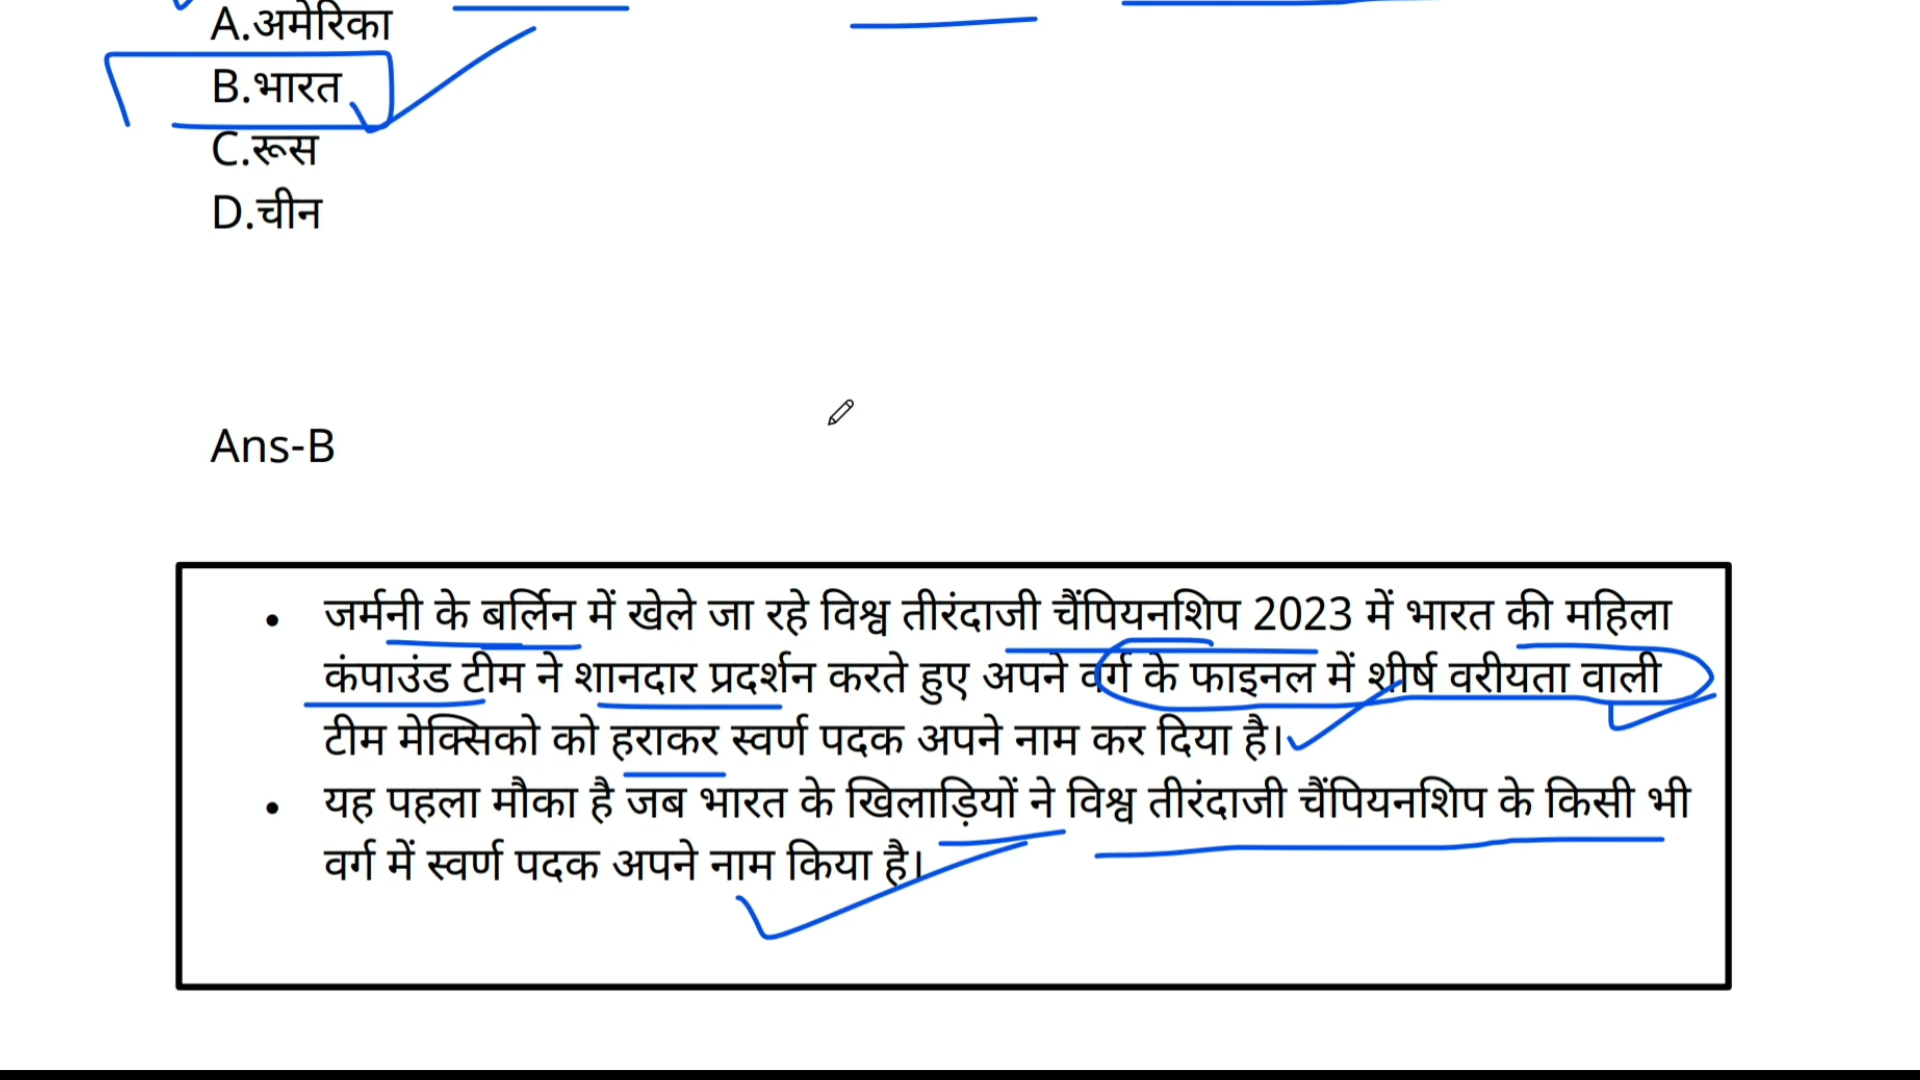 A.अमेरिका
B.भारत
C.रूस
D.चीन
Ans-B
• जर्मनी के बर्लिन में खेले जा रहे विश्व तीरंदाजी चैंपियनशिप 2023 में भारत की महिला
कंपाउंड टीम ने शानदार प्रदर्शन करते हुए अपने वर्ग के फाइनल में शीर्ष वरीयता वाली
टीम मेक्सिको को हराकर स्वर्ण पदक अपने नाम कर दिया है।
• यह पहला मौका है जब भारत के खिलाड़ियों ने विश्व तीरंदाजी चैंपियनशिप के किसी भी
वर्ग में स्वर्ण पदक अपने नाम किया है।